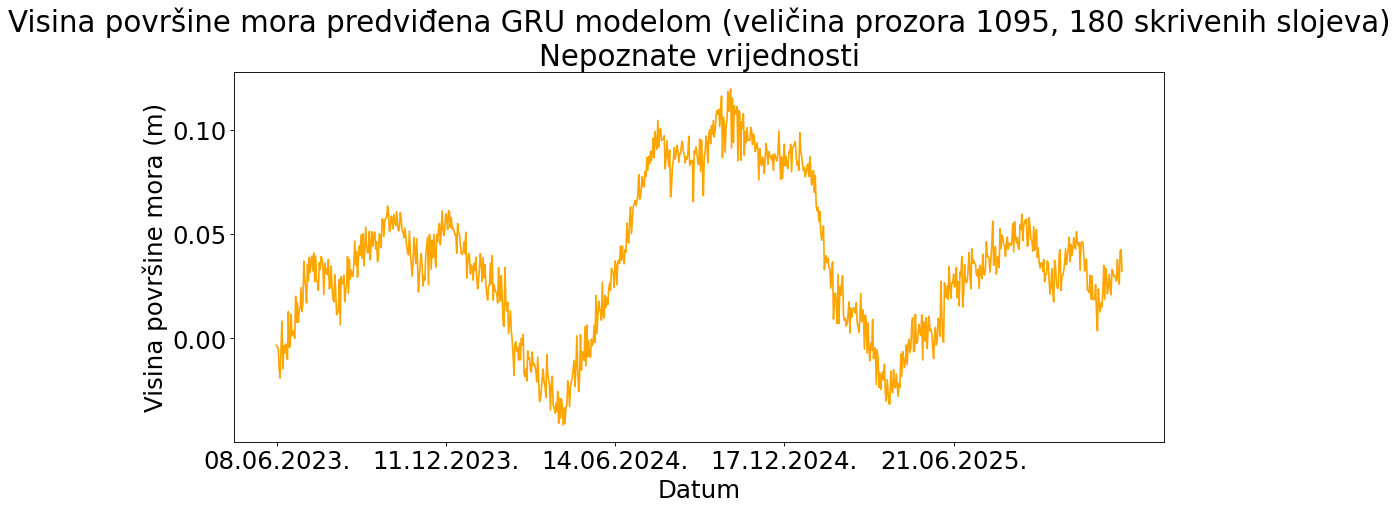 Visina površine mora predviđena GRU modelom (veličina prozora 1095, 180 skrivenih slojeva)
Nepoznate vrijednosti
Visina površine mora (m)
0.10
0.05
0.00
08.06.2023. 11.12.2023. 14.06.2024. 17.12.2024. 21.06.2025.
Datum